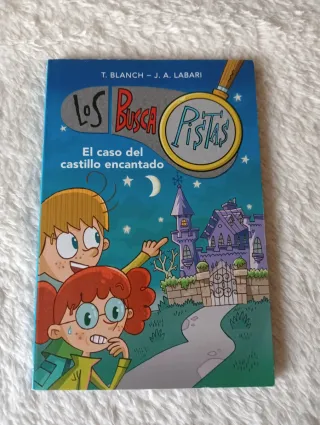 T. BLANCH - J. A. LABARI
LOS BUSCA PISTAS
El caso del
castillo encantado